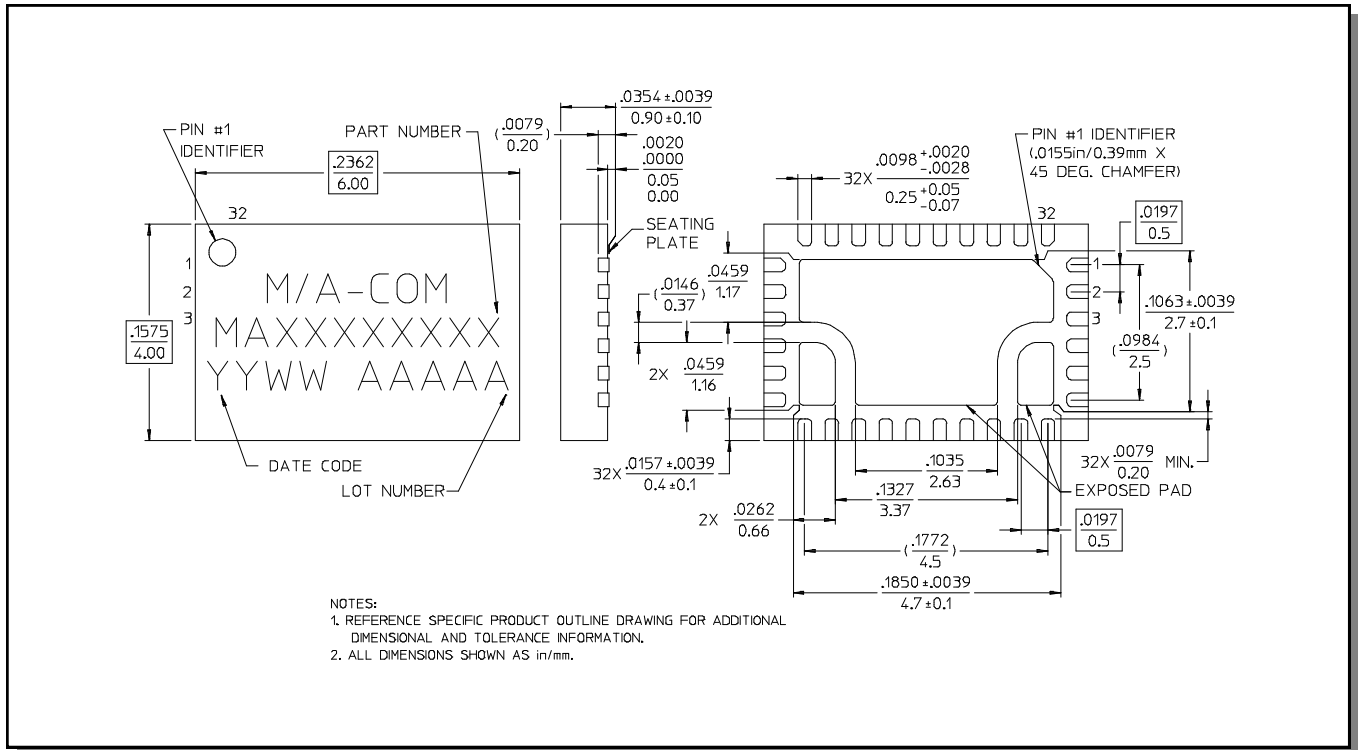 PIN #1
IDENTIFIER
PART NUMBER
.2362
6.00
32
1
2
3
M/A-COM
MAXXXXXXXXX
YYWW AAAAA
.1575
4.00
DATE CODE
LOT NUMBER
.0354 ±.0039
0.90 ±0.10
(.0079
0.20)
.0020
.0000
0.05
0.00
SEATING
PLATE
32X .0098 +.0020
-.0028
0.25 +0.05
-0.07
PIN #1 IDENTIFIER
(.0155in/0.39mm X
45 DEG. CHAMFER)
32
.0197
0.5
1
2
3
.0459
1.17
(.0146
0.37)
2X .0459
1.16
.1063 ±.0039
2.7 ±0.1
(.0984
2.5)
32X .0157 ±.0039
0.4 ±0.1
32X .0079 MIN.
0.20
EXPOSED PAD
.1035
2.63
.1327
3.37
2X .0262
0.66
.0197
0.5
(.1772)
4.5
.1850 ±.0039
4.7 ±0.1
NOTES:
1. REFERENCE SPECIFIC PRODUCT OUTLINE DRAWING FOR ADDITIONAL
DIMENSIONAL AND TOLERANCE INFORMATION.
2. ALL DIMENSIONS SHOWN AS in/mm.